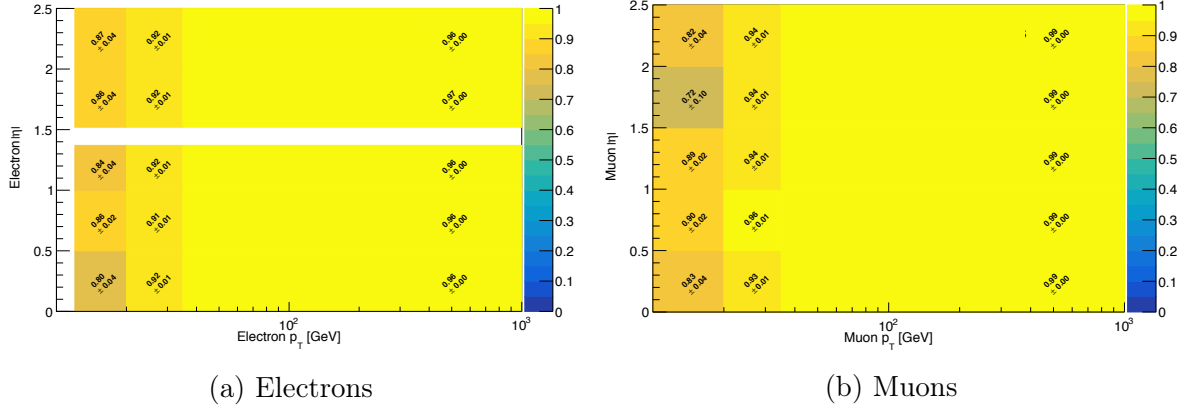 2.5
2
1.5
1
0.5
0
Electron |η|
0.87 ± 0.04
0.92 ± 0.01
0.96 ± 0.00
0.86 ± 0.04
0.92 ± 0.01
0.97 ± 0.00
0.84 ± 0.04
0.92 ± 0.01
0.96 ± 0.00
0.86 ± 0.02
0.91 ± 0.01
0.96 ± 0.00
0.80 ± 0.04
0.92 ± 0.01
0.96 ± 0.00
10²
10³
Electron p_T [GeV]
1
0.9
0.8
0.7
0.6
0.5
0.4
0.3
0.2
0.1
0
(a) Electrons
2.5
2
1.5
1
0.5
0
Muon |η|
0.82 ± 0.04
0.94 ± 0.01
0.99 ± 0.00
0.72 ± 0.10
0.94 ± 0.01
0.99 ± 0.00
0.89 ± 0.02
0.94 ± 0.01
0.99 ± 0.00
0.90 ± 0.02
0.96 ± 0.01
0.99 ± 0.00
0.83 ± 0.04
0.93 ± 0.01
0.99 ± 0.00
10²
10³
Muon p_T [GeV]
1
0.9
0.8
0.7
0.6
0.5
0.4
0.3
0.2
0.1
0
(b) Muons